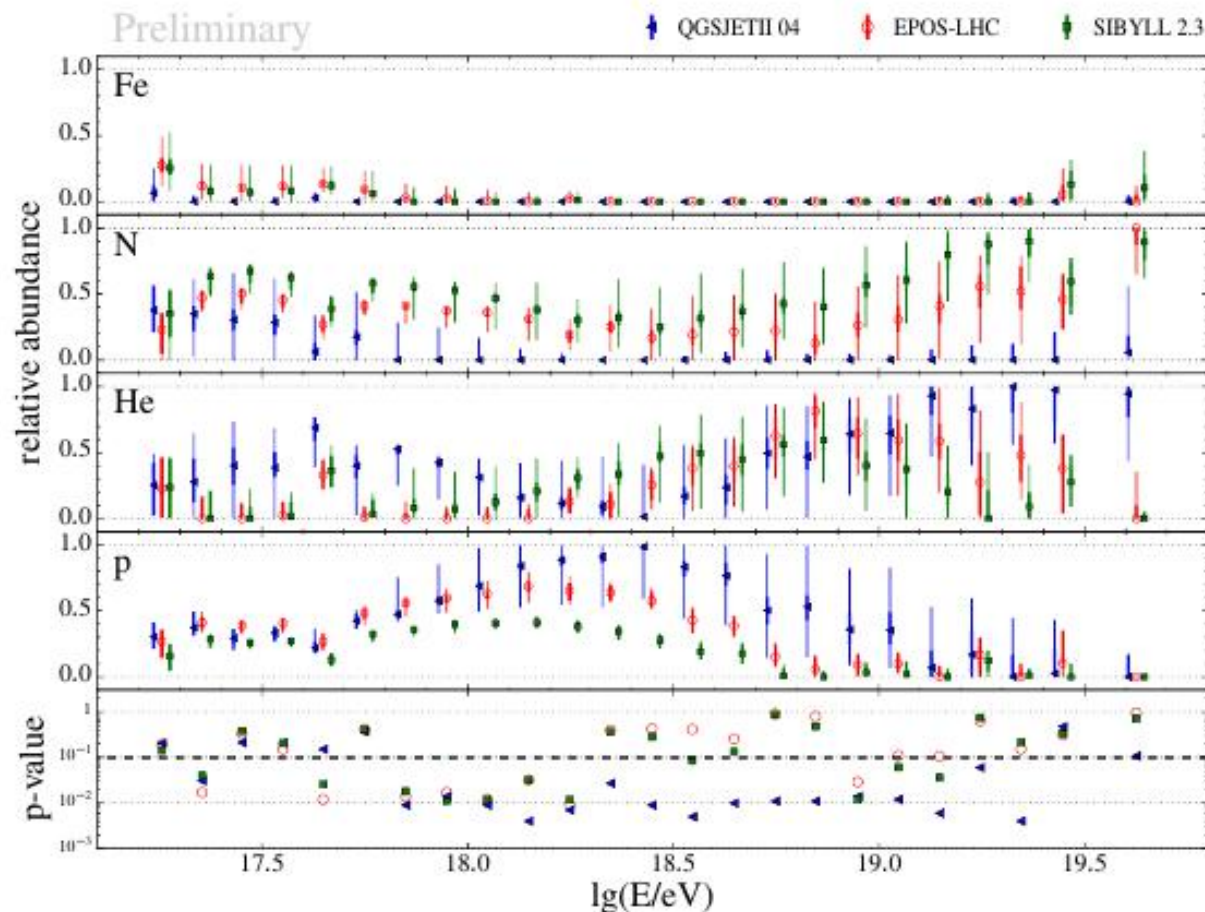 Preliminary
QGSJETII 04 EPOS-LHC SIBYLL 2.3
relative abundance
1.0
Fe
0.5
0.0
1.0
N
0.5
0.0
1.0
He
0.5
0.0
1.0
p
0.5
0.0
p-value
1
10⁻¹
10⁻²
10⁻³
17.5 18.0 18.5 19.0 19.5
lg(E/eV)